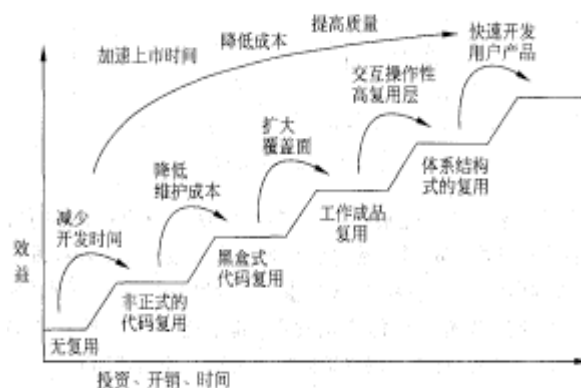 提高质量
降低成本
加速上市时间
快速开发
用户产品
交互操作性
高复用层
扩大
覆盖面
降低
维护成本
减少
开发时间
体系结构
式的复用
工作成品
复用
黑盒式
代码复用
非正式的
代码复用
无复用
效益
投资、开销、时间